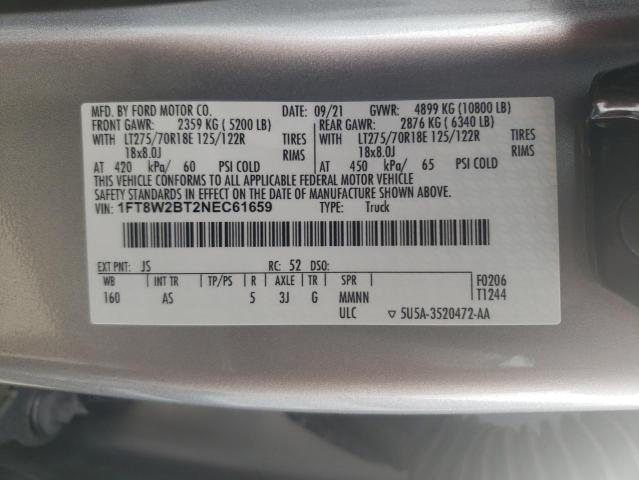 MFD. BY FORD MOTOR CO. DATE: 09/21 GVWR: 4899 KG (10800 LB)
FRONT GAWR: 2359 KG ( 5200 LB) REAR GAWR: 2876 KG ( 6340 LB)
WITH LT275/70R18E 125/122R TIRES WITH LT275/70R18E 125/122R TIRES
18x8.0J RIMS 18x8.0J RIMS
AT 420 kPa/ 60 PSI COLD AT 450 kPa/ 65 PSI COLD
THIS VEHICLE CONFORMS TO ALL APPLICABLE FEDERAL MOTOR VEHICLE
SAFETY STANDARDS IN EFFECT ON THE DATE OF MANUFACTURE SHOWN ABOVE.
VIN: 1FT8W2BT2NEC61659 TYPE: Truck
EXT PNT: JS RC: 52 DSO:
WB INT TR TP/PS R AXLE TR SPR F0206
160 AS 5 3J G MMNN T1244
ULC 5U5A-3520472-AA